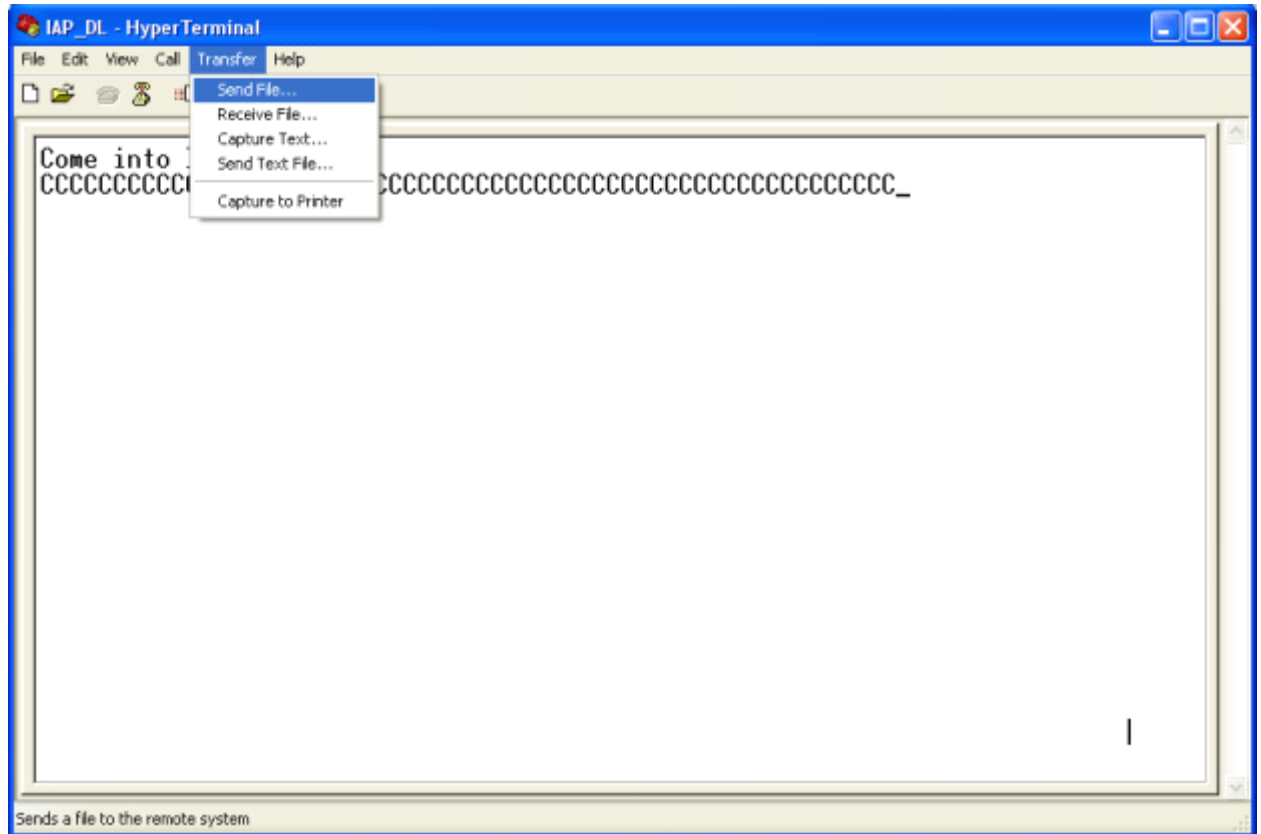 IAP_DL - HyperTerminal
File Edit View Call Transfer Help
Send File...
Receive File...
Capture Text...
Send Text File...
Capture to Printer
Come into
CCCCCCCCCC CCCCCCCCCCCCCCCCCCCCCCCCCCCCCCCCCCC_
Sends a file to the remote system